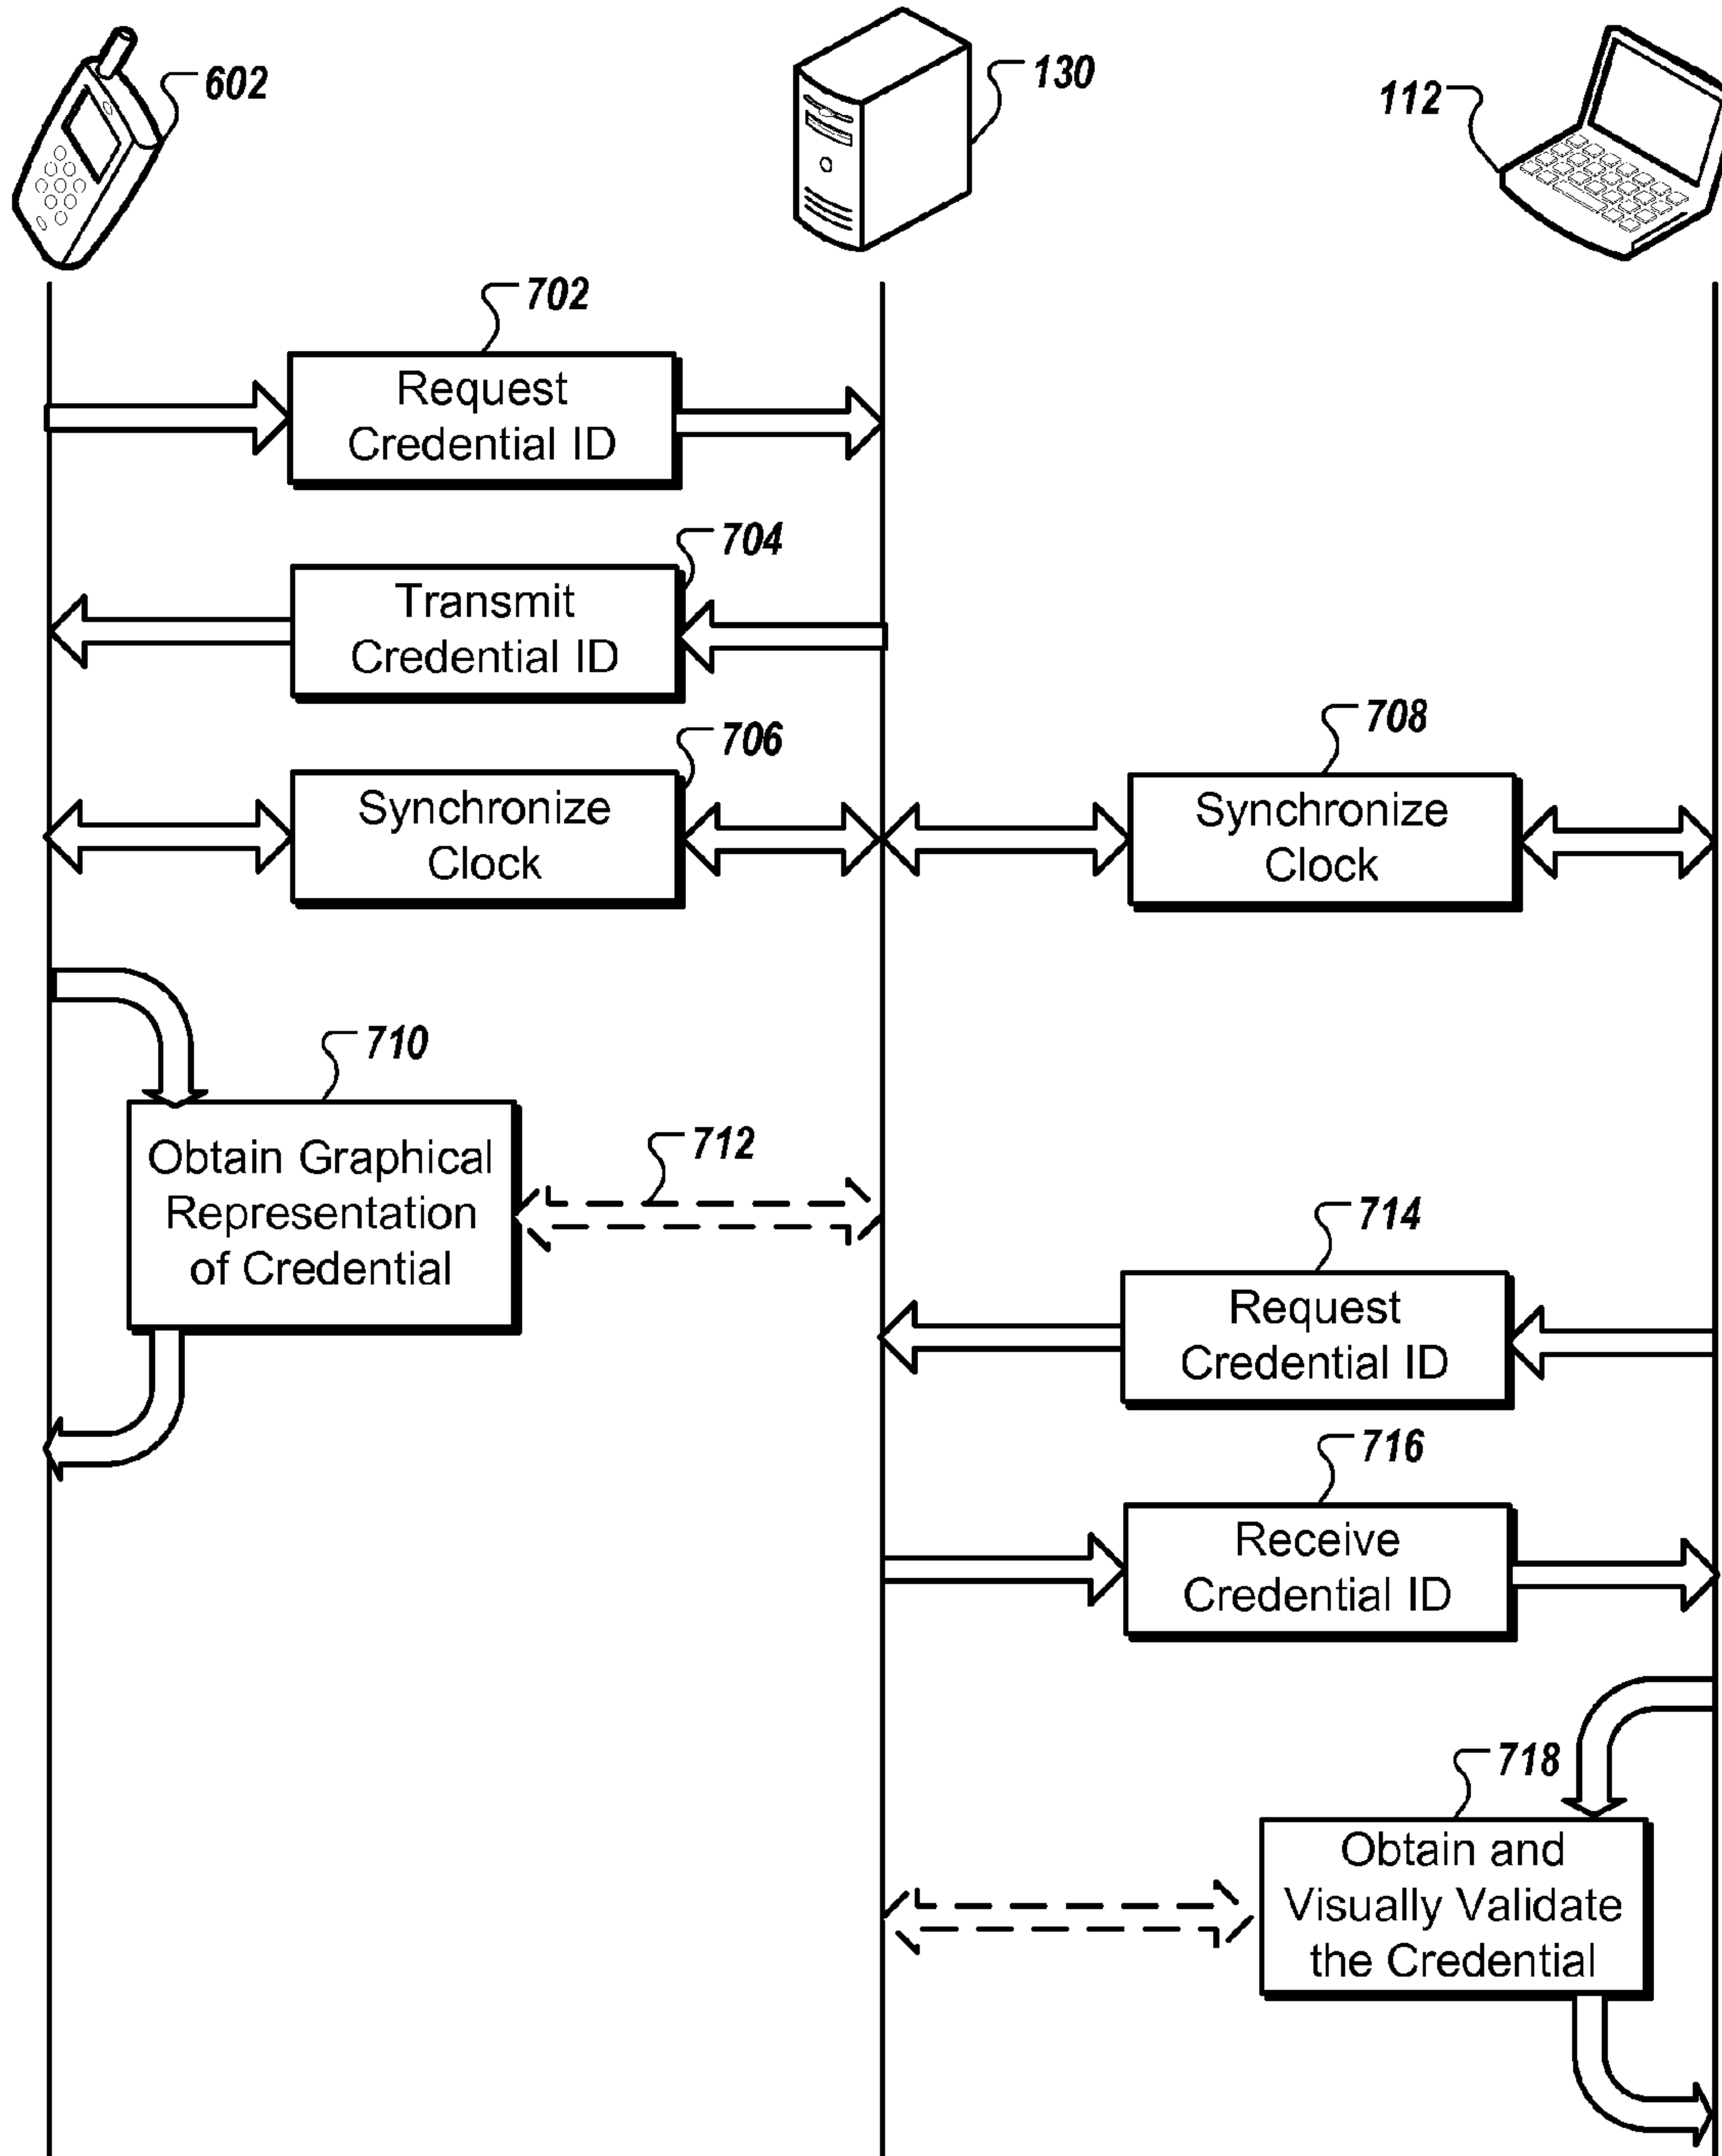 602
130
112
702
Request
Credential ID
704
Transmit
Credential ID
706
Synchronize
Clock
708
Synchronize
Clock
710
Obtain Graphical
Representation
of Credential
712
714
Request
Credential ID
716
Receive
Credential ID
718
Obtain and
Visually Validate
the Credential